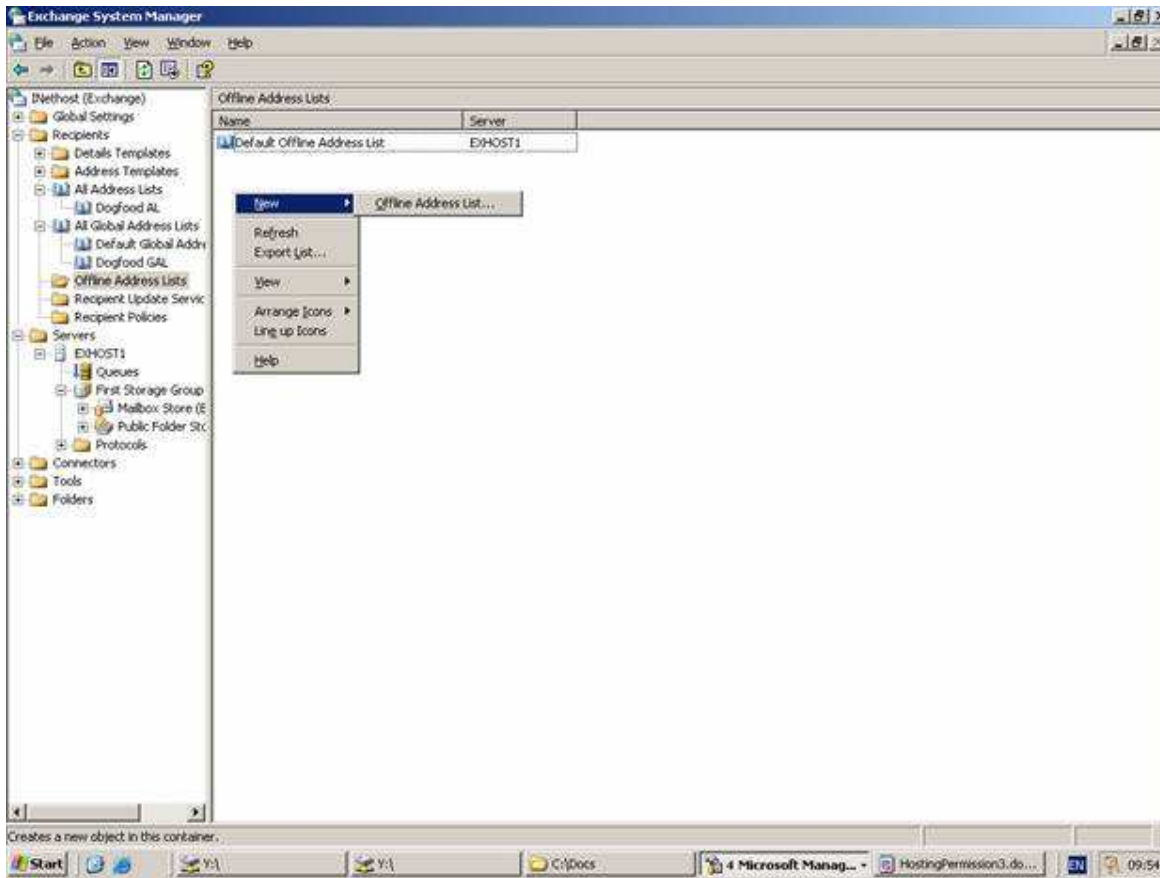 Exchange System Manager
File Action View Window Help
INethost (Exchange)
Global Settings
Recipients
Details Templates
Address Templates
All Address Lists
Dogfood AL
All Global Address Lists
Default Global Addre
Dogfood GAL
Offline Address Lists
Recipient Update Servic
Recipient Policies
Servers
EXHOST1
Queues
First Storage Group
Mailbox Store (E
Public Folder Sto
Protocols
Connectors
Tools
Folders
Offline Address Lists
Name Server
Default Offline Address List EXHOST1
New Offline Address List...
Refresh
Export List...
View
Arrange Icons
Line up Icons
Help
Creates a new object in this container.
Start Y:\ Y:\ C:\Docs 4 Microsoft Manag... HostingPermission3.do... EN 09:54